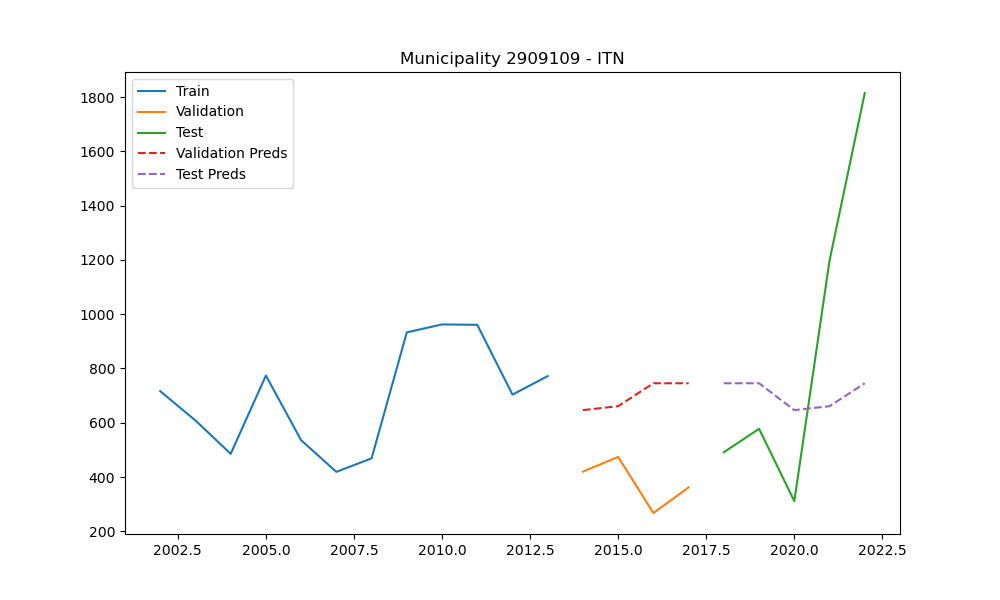 Municipality 2909109 - ITN
Train
Validation
Test
Validation Preds
Test Preds
1800
1600
1400
1200
1000
800
600
400
200
2002.5 2005.0 2007.5 2010.0 2012.5 2015.0 2017.5 2020.0 2022.5